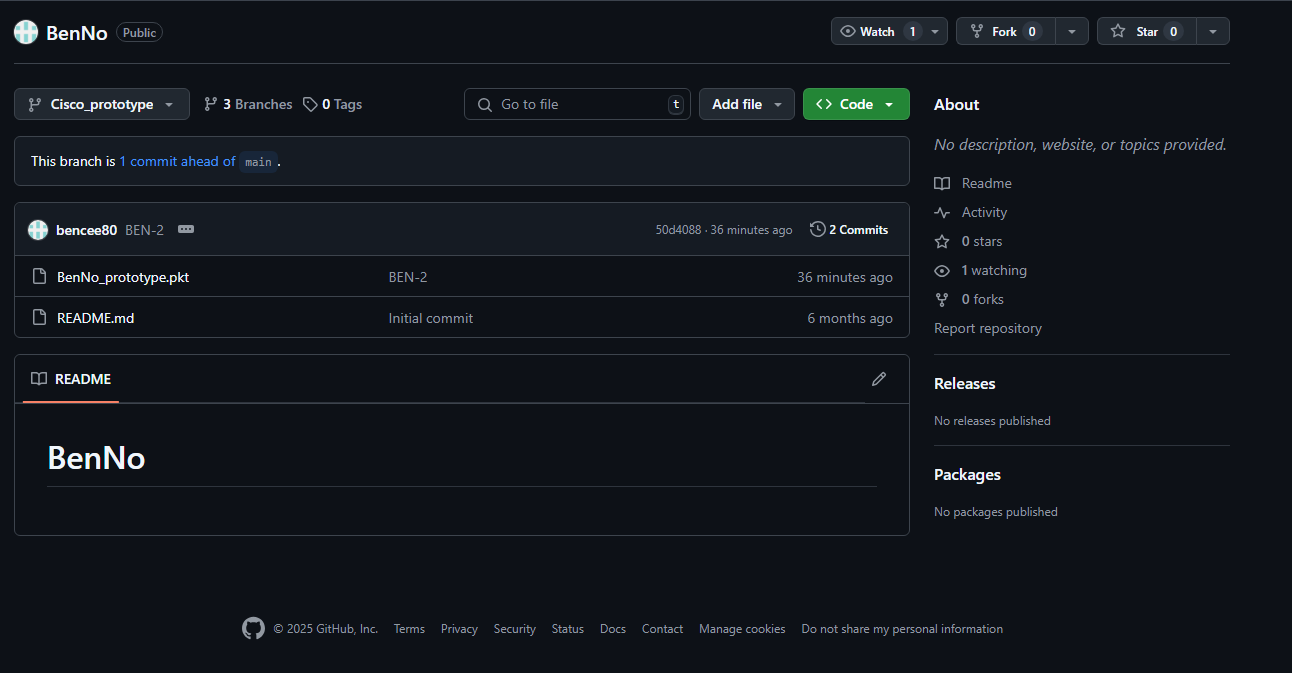 BenNo Public Watch 1 Fork 0 Star 0
Cisco_prototype 3 Branches 0 Tags Go to file t Add file Code
This branch is 1 commit ahead of main .
bencee80 BEN-2 50d4088 · 36 minutes ago 2 Commits
BenNo_prototype.pkt BEN-2 36 minutes ago
README.md Initial commit 6 months ago
README
BenNo
About
No description, website, or topics provided.
Readme
Activity
0 stars
1 watching
0 forks
Report repository
Releases
No releases published
Packages
No packages published
© 2025 GitHub, Inc. Terms Privacy Security Status Docs Contact Manage cookies Do not share my personal information